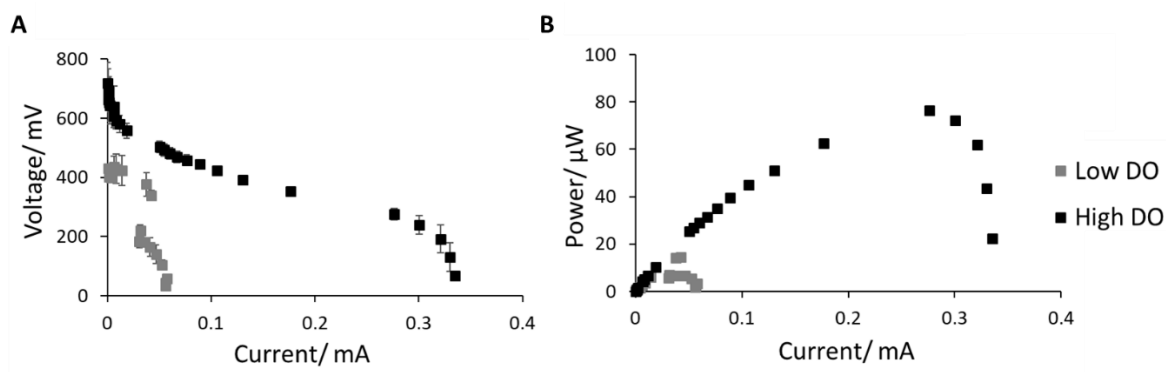 A
Voltage/ mV
800
600
400
200
0
0 0.1 0.2 0.3 0.4
Current/ mA
B
Power/ μW
100
80
60
40
20
0
0 0.1 0.2 0.3 0.4
Current/ mA
Low DO
High DO